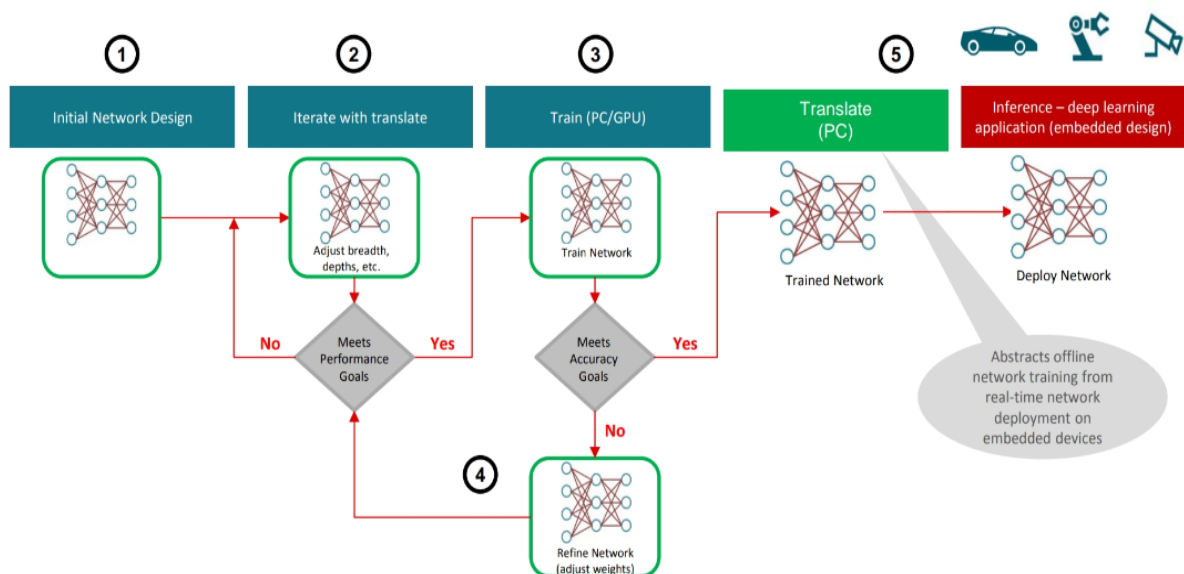 1
2
3
5
Initial Network Design
Iterate with translate
Train (PC/GPU)
Translate
(PC)
Inference – deep learning
application (embedded design)
Adjust breadth,
depths, etc.
Train Network
Trained Network
Deploy Network
No
Meets
Performance
Goals
Yes
Meets
Accuracy
Goals
Yes
Abstracts offline
network training from
real-time network
deployment on
embedded devices
No
4
Refine Network
(adjust weights)